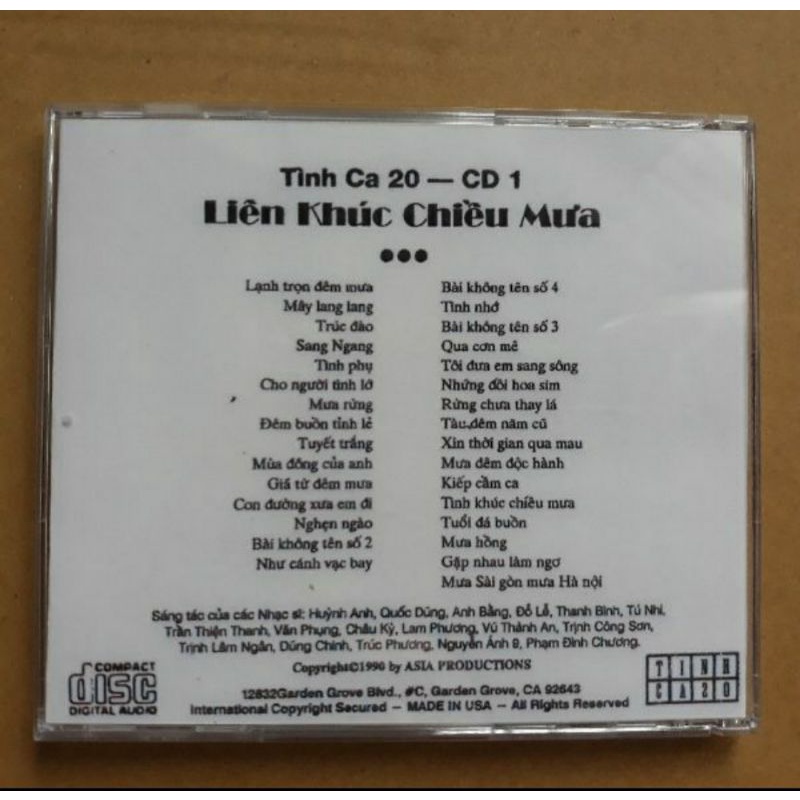 Tình Ca 20 — CD 1
Liên Khúc Chiều Mưa
Lạnh trọn đêm mưa
Mây lang lang
Trúc đào
Sang Ngang
Tình phụ
Cho người tình lỡ
Mưa rừng
Đêm buồn tỉnh lẻ
Tuyết trắng
Mùa đông của anh
Giã từ đêm mưa
Con đường xưa em đi
Nghẹn ngào
Bài không tên số 2
Như cánh vạc bay
Bài không tên số 4
Tình nhớ
Bài không tên số 3
Qua cơn mê
Tôi đưa em sang sông
Những đồi hoa sim
Rừng chưa thay lá
Tàu đêm năm cũ
Xin thời gian qua mau
Mưa đêm độc hành
Kiếp cầm ca
Tình khúc chiều mưa
Tuổi đá buồn
Mưa hồng
Gặp nhau làm ngơ
Mưa Sài gòn mưa Hà nội
Sáng tác của các Nhạc sĩ: Huỳnh Anh, Quốc Dũng, Anh Bằng, Đỗ Lễ, Thanh Bình, Tú Nhi,
Trần Thiện Thanh, Văn Phụng, Châu Kỳ, Lam Phương, Vũ Thành An, Trịnh Công Sơn,
Trịnh Lâm Ngân, Dũng Chinh, Trúc Phương, Nguyễn Ánh 9, Phạm Đình Chương.
Copyright©1990 by ASIA PRODUCTIONS
12832Garden Grove Blvd., #C, Garden Grove, CA 92643
International Copyright Secured — MADE IN USA — All Rights Reserved
COMPACT
disc
DIGITAL AUDIO
TINH
CA20